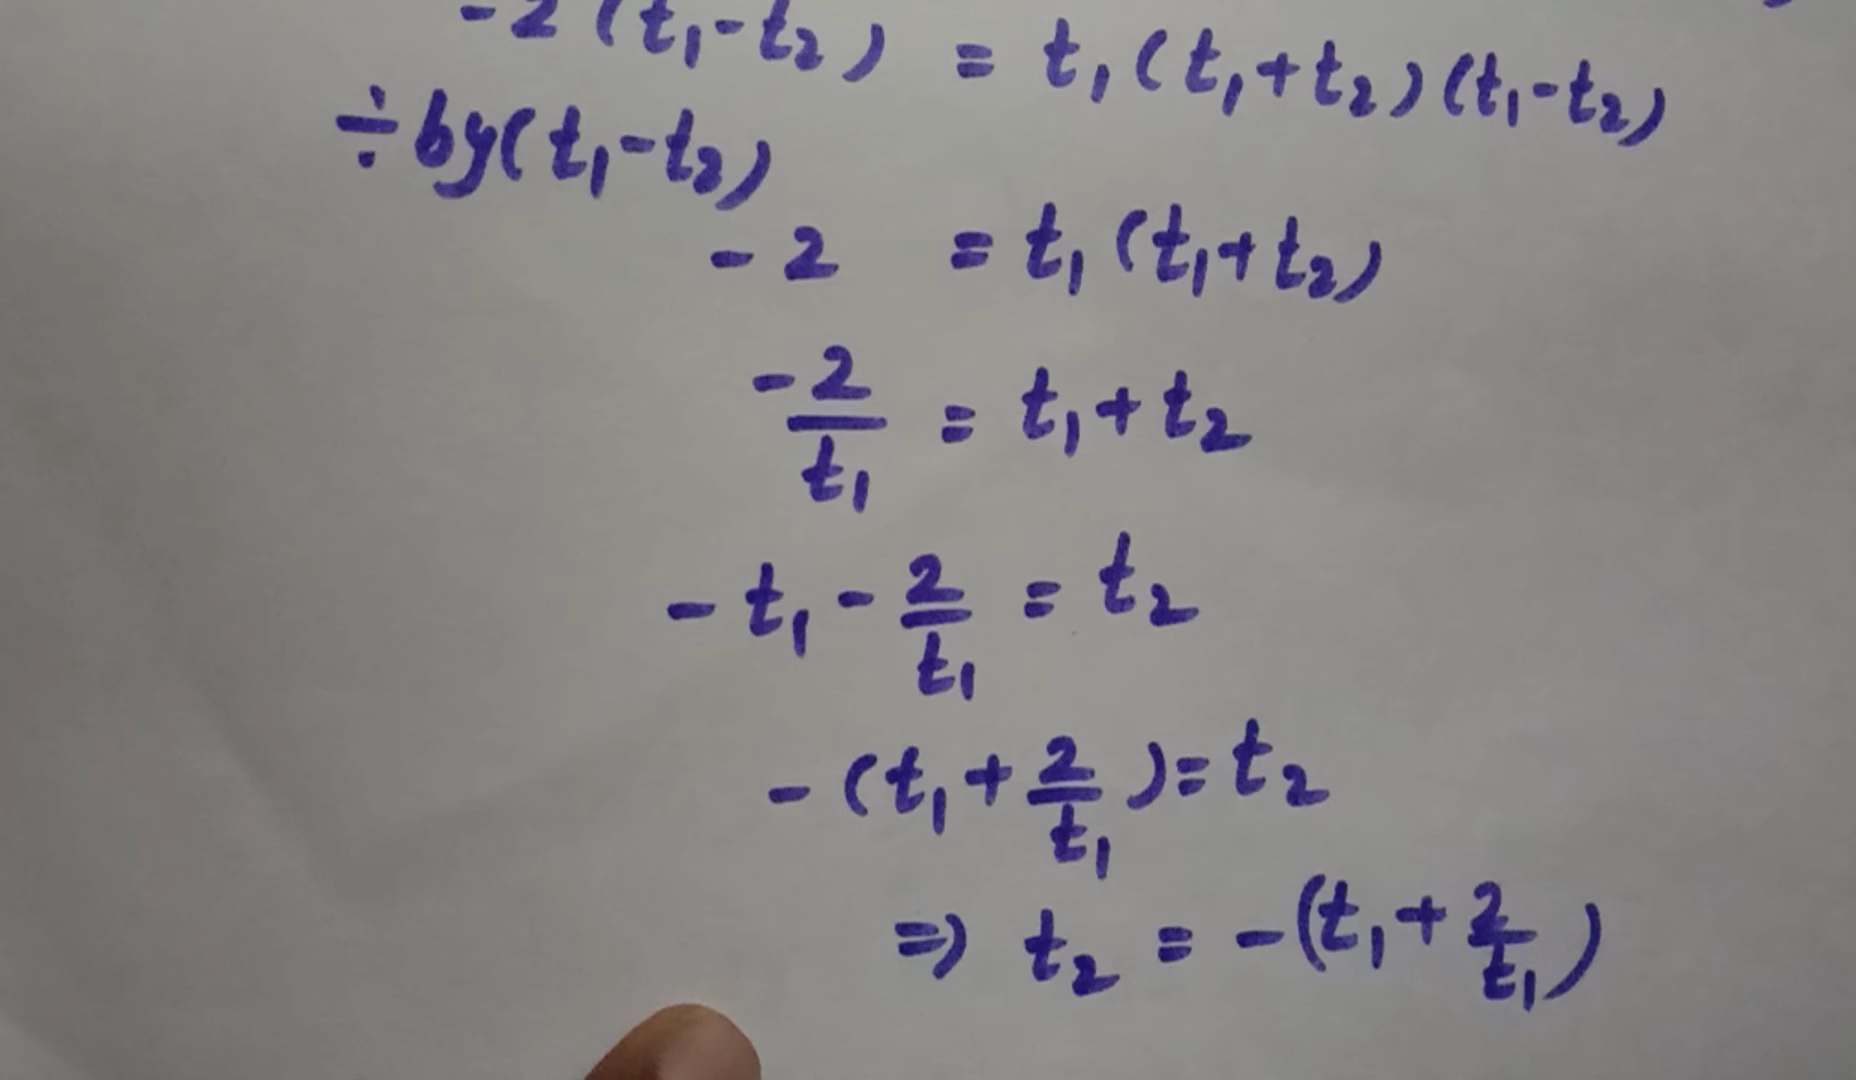 -2 (t₁-t₂) = t₁ (t₁+t₂) (t₁-t₂)
÷ by (t₁-t₂)
-2 = t₁ (t₁+t₂)
-2/t₁ = t₁+t₂
-t₁ - 2/t₁ = t₂
-(t₁ + 2/t₁) = t₂
⇒ t₂ = -(t₁ + 2/t₁)